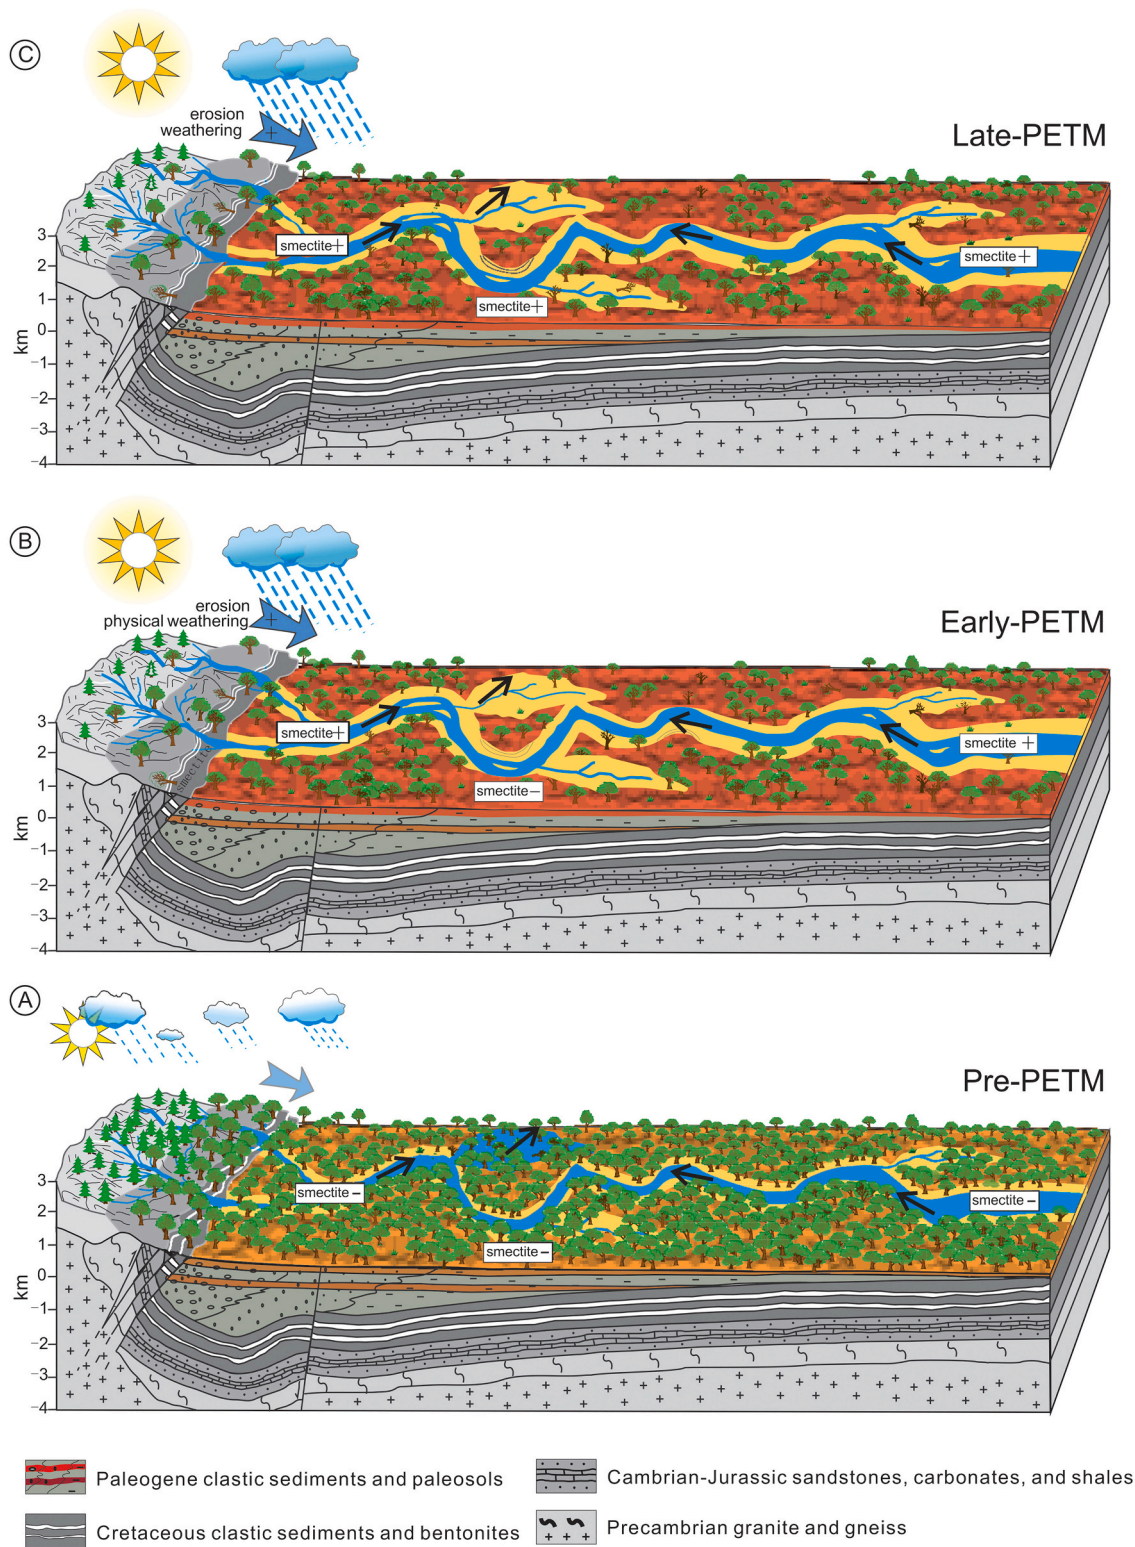 C
erosion
weathering +
Late-PETM
smectite+
smectite+
smectite+
3
2
1
0
−1
−2
−3
−4
km
B
erosion
physical weathering +
Early-PETM
smectite+
smectite +
smectite−
3
2
1
0
−1
−2
−3
−4
km
A
Pre-PETM
smectite−
smectite−
smectite−
3
2
1
0
−1
−2
−3
−4
km
Paleogene clastic sediments and paleosols
Cambrian-Jurassic sandstones, carbonates, and shales
Cretaceous clastic sediments and bentonites
Precambrian granite and gneiss